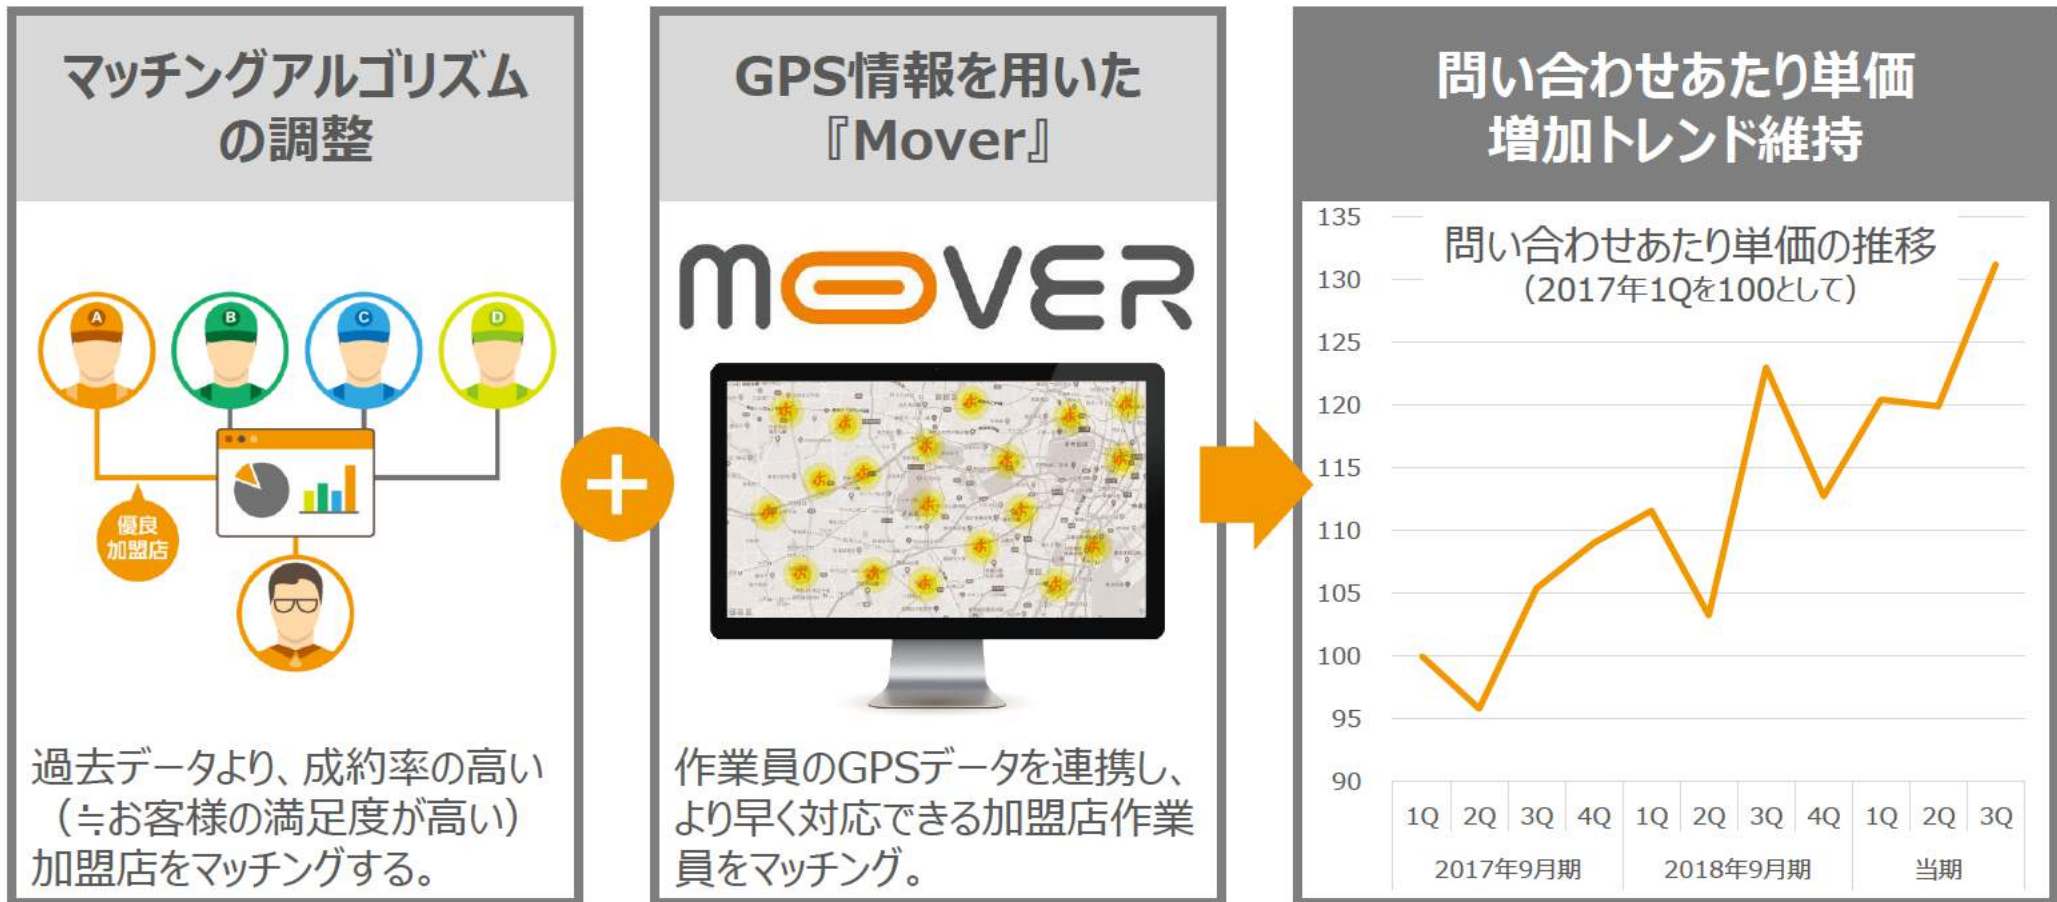 マッチングアルゴリズム
の調整
A
B
C
D
優良
加盟店
過去データより、成約率の高い
（≒お客様の満足度が高い）
加盟店をマッチングする。
+
GPS情報を用いた
『Mover』
MOVER
作業員のGPSデータを連携し、
より早く対応できる加盟店作業
員をマッチング。
問い合わせあたり単価
増加トレンド維持
問い合わせあたり単価の推移
（2017年1Qを100として）
135
130
125
120
115
110
105
100
95
90
1Q 2Q 3Q 4Q 1Q 2Q 3Q 4Q 1Q 2Q 3Q
2017年9月期 2018年9月期 当期